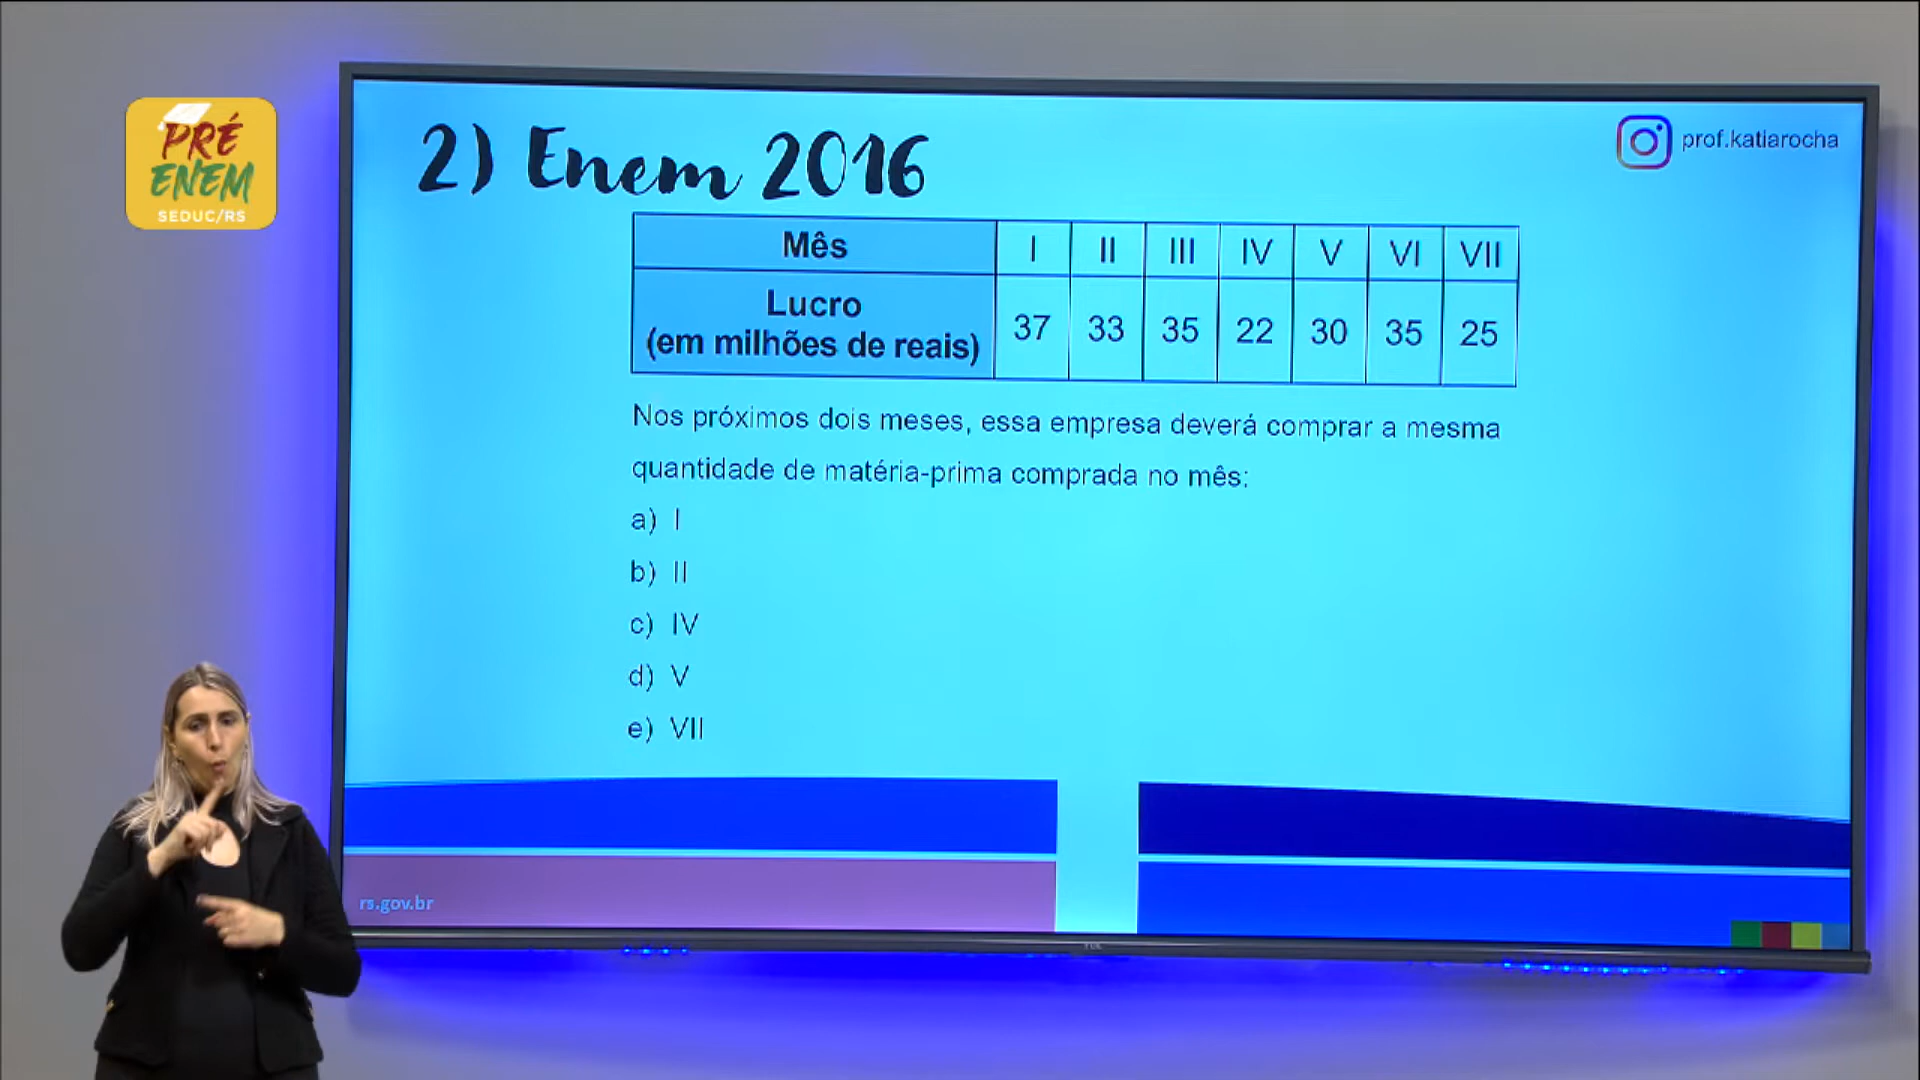 PRÉ
ENEM
SEDUC/RS
2) Enem 2016
prof.katiarocha
Mês I II III IV V VI VII
Lucro
(em milhões de reais) 37 33 35 22 30 35 25
Nos próximos dois meses, essa empresa deverá comprar a mesma
quantidade de matéria-prima comprada no mês:
a) I
b) II
c) IV
d) V
e) VII
rs.gov.br
TCL